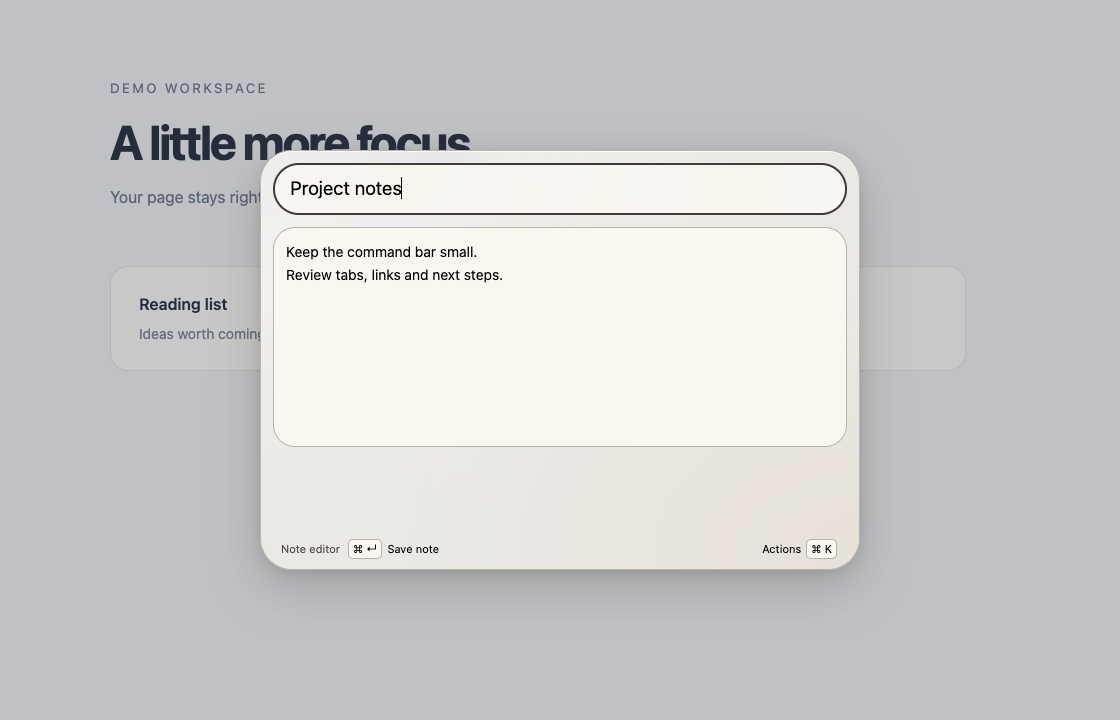 DEMO WORKSPACE
A little more focus
Your page stays right
Project notes
Keep the command bar small.
Review tabs, links and next steps.
Reading list
Ideas worth coming
Note editor ⌘ ↵ Save note
Actions ⌘ K